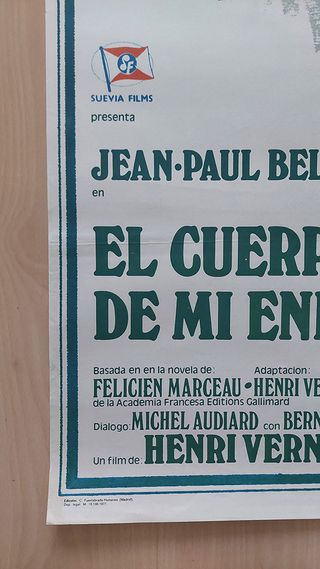 SF
SUEVIA FILMS
presenta
JEAN-PAUL BEL
en
EL CUERP
DE MI ENE
Basada en en la novela de: Adaptacion:
FELICIEN MARCEAU • HENRI VE
de la Academia Francesa Editions Gallimard
Dialogo: MICHEL AUDIARD con BERN
Un film de: HENRI VERN